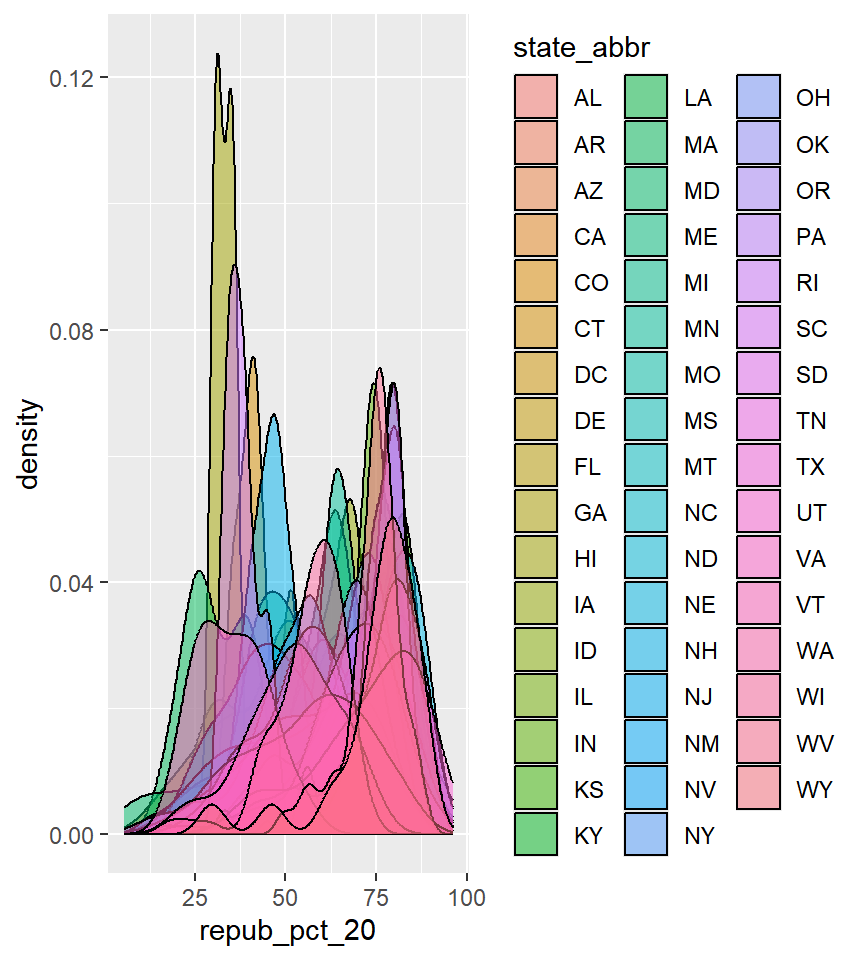 state_abbr
AL
AR
AZ
CA
CO
CT
DC
DE
FL
GA
HI
IA
ID
IL
IN
KS
KY
LA
MA
MD
ME
MI
MN
MO
MS
MT
NC
ND
NE
NH
NJ
NM
NV
NY
OH
OK
OR
PA
RI
SC
SD
TN
TX
UT
VA
VT
WA
WI
WV
WY
0.12
0.08
0.04
0.00
density
25 50 75 100
repub_pct_20